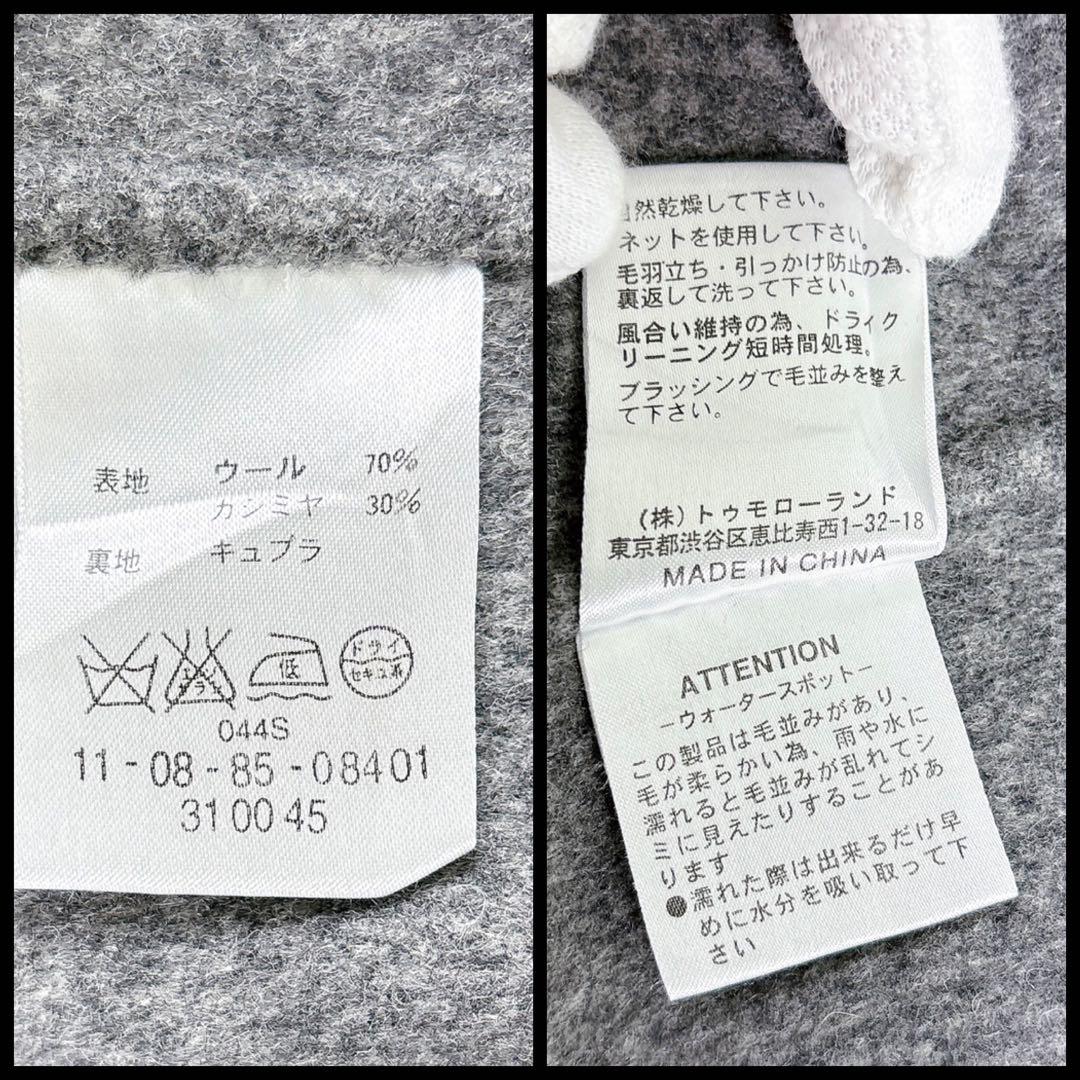 表地 ウール 70%
カシミヤ 30%
裏地 キュプラ
エンソ
サラシ
低
ドライ
セキユ系
044S
11-08-85-08401
310045
自然乾燥して下さい。
ネットを使用して下さい。
毛羽立ち・引っかけ防止の為、
裏返して洗って下さい。
風合い維持の為、ドライク
リーニング短時間処理。
ブラッシングで毛並みを整え
て下さい。
(株)トゥモローランド
東京都渋谷区恵比寿西1-32-18
MADE IN CHINA
ATTENTION
-ウォータースポット-
この製品は毛並みがあり、
毛が柔らかい為、雨や水に
濡れると毛並みが乱れてシ
ミに見えたりすることがあ
ります
●濡れた際は出来るだけ早
めに水分を吸い取って下
さい